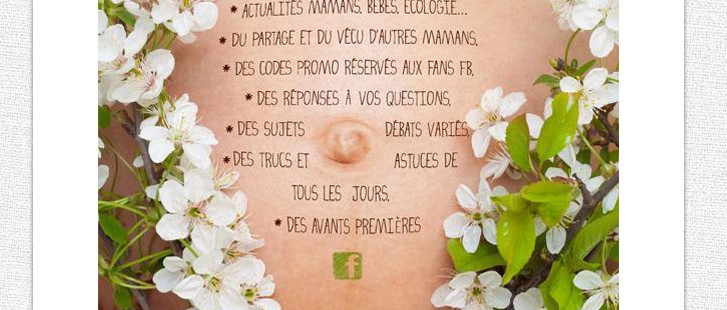 * ACTUALITÉS MAMANS, BÉBÉS, ÉCOLOGIE...
* DU PARTAGE ET DU VÉCU D'AUTRES MAMANS,
* DES CODES PROMO RÉSERVÉS AUX FANS FB,
* DES RÉPONSES À VOS QUESTIONS,
* DES SUJETS DÉBATS VARIÉS,
* DES TRUCS ET ASTUCES DE
TOUS LES JOURS,
* DES AVANTS PREMIÈRES
f